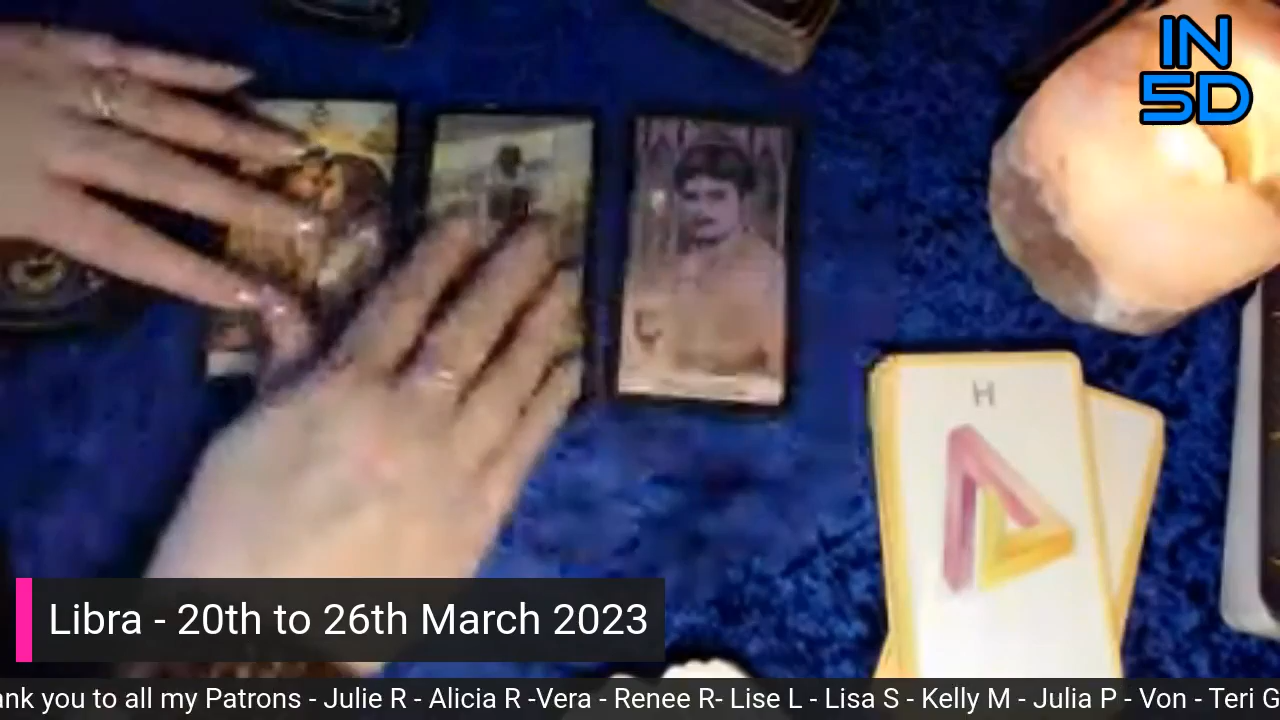 IN
5D
H
Libra - 20th to 26th March 2023
ank you to all my Patrons - Julie R - Alicia R -Vera - Renee R- Lise L - Lisa S - Kelly M - Julia P - Von - Teri G